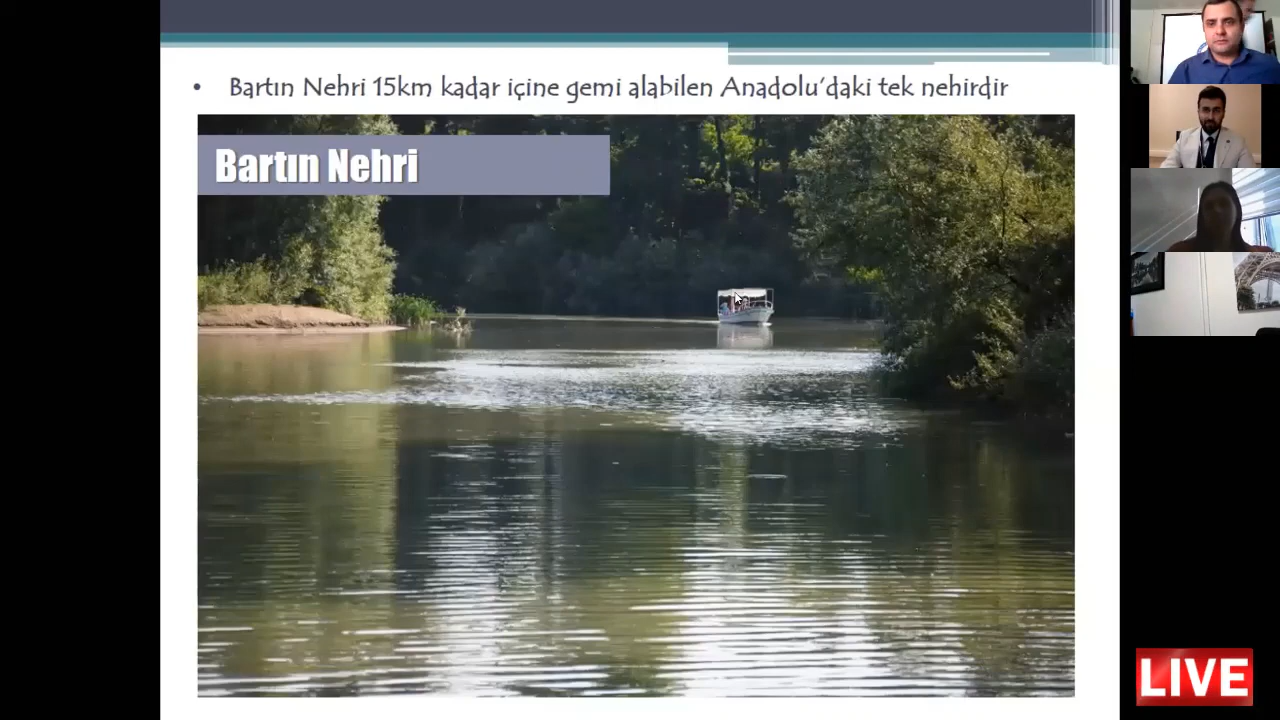 • Bartın Nehri 15km kadar içine gemi alabilen Anadolu'daki tek nehirdir
Bartın Nehri
LIVE